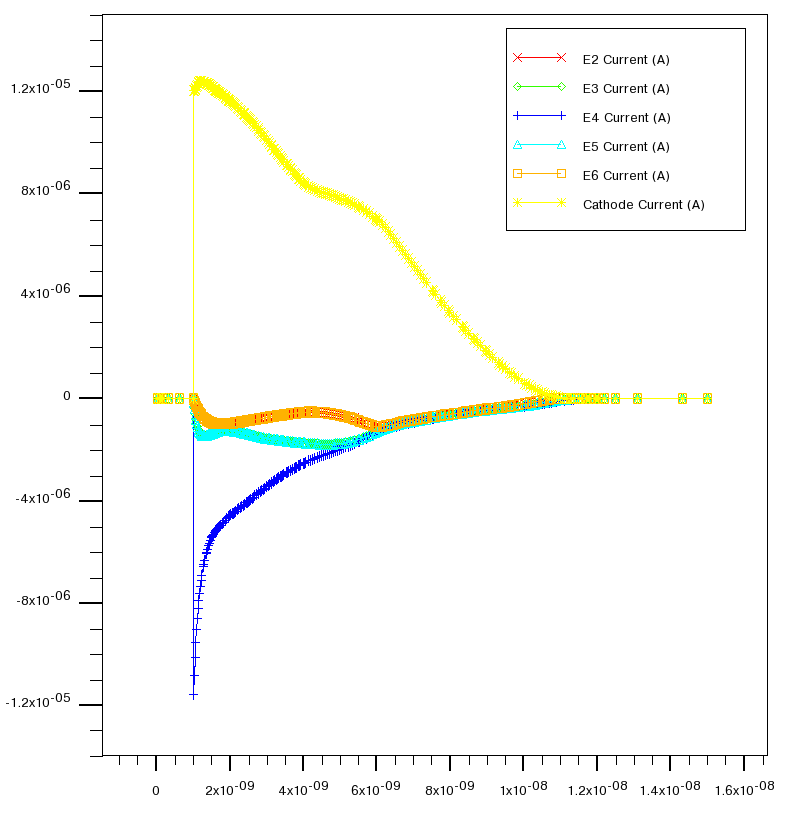 E2 Current (A)
E3 Current (A)
E4 Current (A)
E5 Current (A)
E6 Current (A)
Cathode Current (A)
1.2x10-05
8x10-06
4x10-06
0
-4x10-06
-8x10-06
-1.2x10-05
0 2x10-09 4x10-09 6x10-09 8x10-09 1x10-08 1.2x10-08 1.4x10-08 1.6x10-08